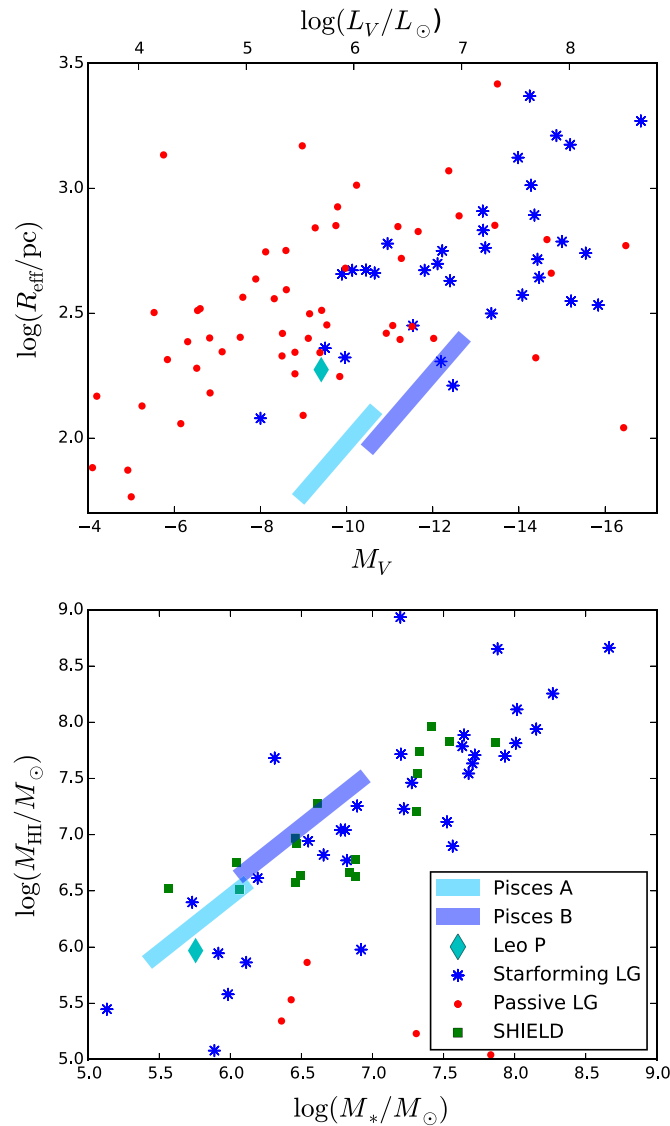 log(L_V/L_⊙)
4 5 6 7 8
3.5
3.0
2.5
2.0
log(R_eff/pc)
−4 −6 −8 −10 −12 −14 −16
M_V
9.0
8.5
8.0
7.5
7.0
6.5
6.0
5.5
5.0
log(M_HI/M_⊙)
Pisces A
Pisces B
Leo P
Starforming LG
Passive LG
SHIELD
5.0 5.5 6.0 6.5 7.0 7.5 8.0 8.5 9.0
log(M_*/M_⊙)